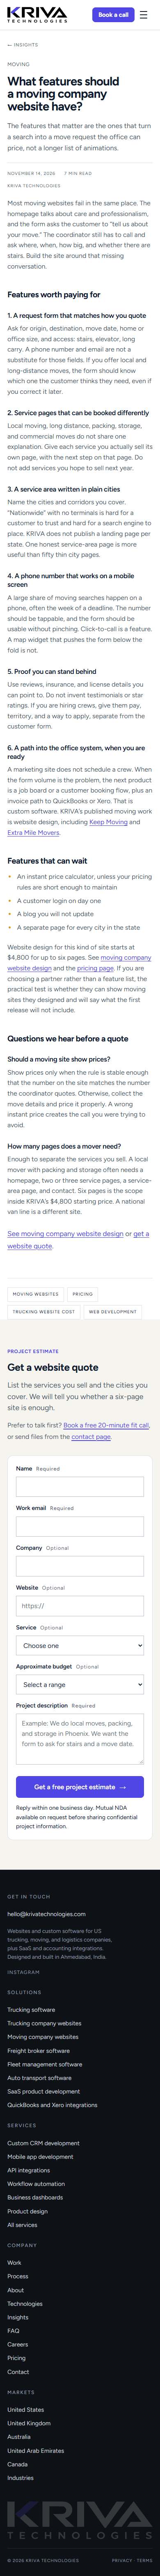 KRIVA
TECHNOLOGIES
Book a call
← INSIGHTS
MOVING
What features should
a moving company
website have?
The features that matter are the ones that turn
a search into a move request the office can
price, not a longer list of animations.
NOVEMBER 14, 2026 7 MIN READ
KRIVA TECHNOLOGIES
Most moving websites fail in the same place. The
homepage talks about care and professionalism,
and the form asks the customer to "tell us about
your move." The coordinator still has to call and
ask where, when, how big, and whether there are
stairs. Build the site around that missing
conversation.
Features worth paying for
1. A request form that matches how you quote
Ask for origin, destination, move date, home or
office size, and access: stairs, elevator, long
carry. A phone number and email are not a
substitute for those fields. If you offer local and
long-distance moves, the form should know
which one the customer thinks they need, even if
you correct it later.
2. Service pages that can be booked differently
Local moving, long distance, packing, storage,
and commercial moves do not share one
explanation. Give each service you actually sell its
own page, with the next step on that page. Do
not add services you hope to sell next year.
3. A service area written in plain cities
Name the cities and corridors you cover.
"Nationwide" with no terminals is hard for a
customer to trust and hard for a search engine to
place. KRIVA does not publish a landing page per
state. One honest service-area page is more
useful than fifty thin city pages.
4. A phone number that works on a mobile
screen
A large share of moving searches happen on a
phone, often in the week of a deadline. The number
should be tappable, and the form should be
usable without pinching. Click-to-call is a feature.
A map widget that pushes the form below the
fold is not.
5. Proof you can stand behind
Use reviews, insurance, and license details you
can point to. Do not invent testimonials or star
ratings. If you hire crews, give them their own pay,
territory, and a way to apply, separate from the
customer form.
6. A path into the office system, when you are
ready
A marketing site does not schedule a crew. When
form volume is the problem, the next product is a
job board and customer booking flow, plus an
invoice path to QuickBooks or Xero. That is
custom work. KRIVA's published moving work is
in website design, including Keep Moving and
Extra Mile Movers.
Features that can wait
An instant price calculator, unless your pricing
rules are short enough to maintain
A customer login on day one
A blog you will not update
A separate page for every city in the state
Website design for this kind of site starts at
$4,800 for up to six pages. See moving company
website design and the pricing page. If you are
choosing a partner rather than a feature list, the
practical test is whether they can show moving
sites they designed and say what the first
release will not include.
Questions we hear before a quote
Should a moving site show prices?
Show prices only when the rule is stable enough
that the customer will not be surprised by the
coordinator. Otherwise, collect the quote
details and price it properly. A wrong
instant price creates the call you were trying to
avoid.
How many pages does a mover need?
Enough to separate the services you sell. A local
mover with packing and storage often needs a
homepage, two or three service pages, a service-
area page, and contact. Six pages is the scope
inside KRIVA's $4,800 starting price. A national
van line is a different site.
See moving company website design or get a
website quote.
MOVING WEBSITES
PRICING
TRUCKING WEBSITE COST
WEB DEVELOPMENT
PROJECT ESTIMATE
Get a website quote
List the services you sell and the cities you
cover. We will tell you whether a six-page
site is enough.
Prefer to talk first? Book a free 20-minute fit call,
or send files from the contact page.
Name Required
Work email Required
Company Optional
Website Optional
https://
Service Optional
Choose one
Approximate budget Optional
Select a range
Project description Required
Example: We do local moves, packing,
and storage in Phoenix. We want the
form to ask for stairs and a move date.
Get a free project estimate →
Reply within one business day. Mutual NDA
available on request before sharing confidential
project information.
GET IN TOUCH
hello@krivatechnologies.com
Websites and custom software for US
trucking, moving, and logistics companies,
plus SaaS and accounting integrations.
Designed and built in Ahmedabad, India.
INSTAGRAM
SOLUTIONS
Trucking software
Trucking company websites
Moving company websites
Freight broker software
Fleet management software
Auto transport software
SaaS product development
QuickBooks and Xero integrations
SERVICES
Custom CRM development
Mobile app development
API integrations
Workflow automation
Business dashboards
Product design
All services
COMPANY
Work
Process
About
Technologies
Insights
FAQ
Careers
Pricing
Contact
MARKETS
United States
United Kingdom
Australia
United Arab Emirates
Canada
Industries
KRIVA
TECHNOLOGIES
© 2026 KRIVA TECHNOLOGIES PRIVACY · TERMS